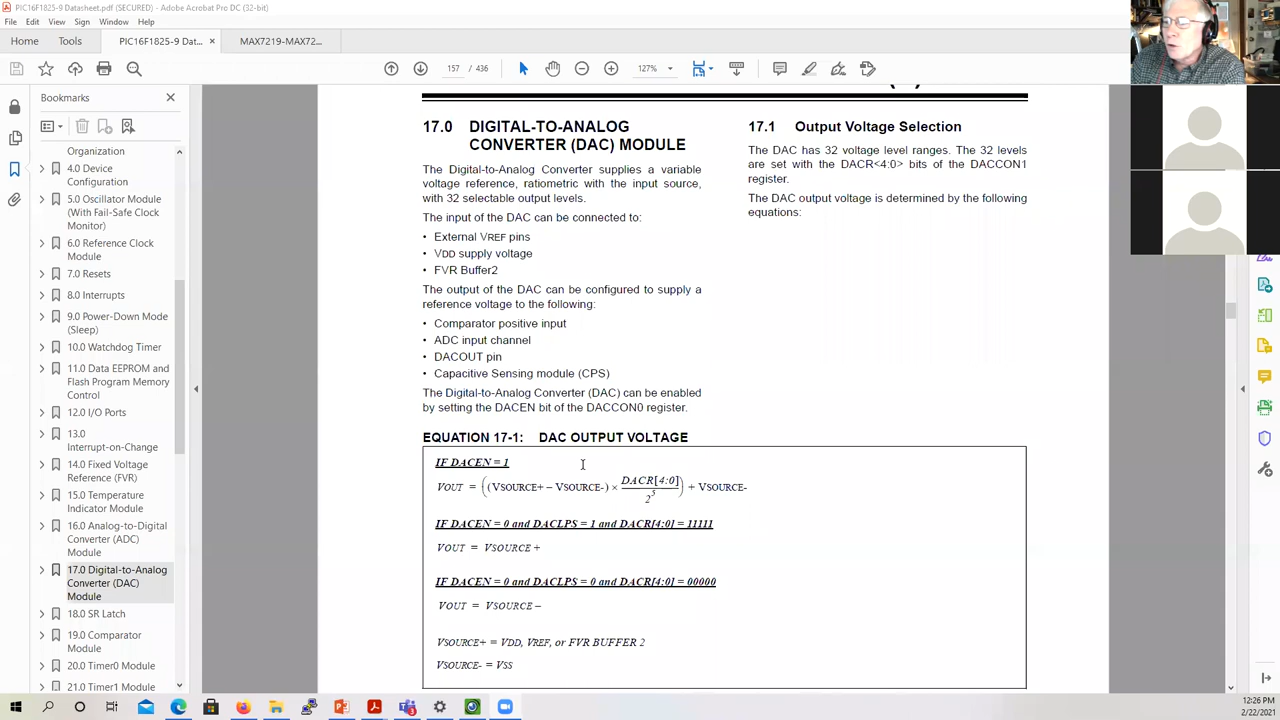 PIC16F1825-9 Datasheet.pdf (SECURED) - Adobe Acrobat Pro DC (32-bit)
File Edit View Sign Window Help
Home Tools PIC16F1825-9 Dat... × MAX7219-MAX72...
157 / 436 127%
Bookmarks
Organization
4.0 Device
Configuration
5.0 Oscillator Module
(With Fail-Safe Clock
Monitor)
6.0 Reference Clock
Module
7.0 Resets
8.0 Interrupts
9.0 Power-Down Mode
(Sleep)
10.0 Watchdog Timer
11.0 Data EEPROM and
Flash Program Memory
Control
12.0 I/O Ports
13.0
Interrupt-on-Change
14.0 Fixed Voltage
Reference (FVR)
15.0 Temperature
Indicator Module
16.0 Analog-to-Digital
Converter (ADC)
Module
17.0 Digital-to-Analog
Converter (DAC)
Module
18.0 SR Latch
19.0 Comparator
Module
20.0 Timer0 Module
21.0 Timer1 Module
17.0 DIGITAL-TO-ANALOG
CONVERTER (DAC) MODULE
The Digital-to-Analog Converter supplies a variable
voltage reference, ratiometric with the input source,
with 32 selectable output levels.
The input of the DAC can be connected to:
• External VREF pins
• VDD supply voltage
• FVR Buffer2
The output of the DAC can be configured to supply a
reference voltage to the following:
• Comparator positive input
• ADC input channel
• DACOUT pin
• Capacitive Sensing module (CPS)
The Digital-to-Analog Converter (DAC) can be enabled
by setting the DACEN bit of the DACCON0 register.
17.1 Output Voltage Selection
The DAC has 32 voltage level ranges. The 32 levels
are set with the DACR<4:0> bits of the DACCON1
register.
The DAC output voltage is determined by the following
equations:
EQUATION 17-1: DAC OUTPUT VOLTAGE
IF DACEN = 1
VOUT = ((VSOURCE+ – VSOURCE-) × DACR[4:0] / 2^5) + VSOURCE-
IF DACEN = 0 and DACLPS = 1 and DACR[4:0] = 11111
VOUT = VSOURCE +
IF DACEN = 0 and DACLPS = 0 and DACR[4:0] = 00000
VOUT = VSOURCE –
VSOURCE+ = VDD, VREF, or FVR BUFFER 2
VSOURCE- = VSS
12:26 PM
2/22/2021